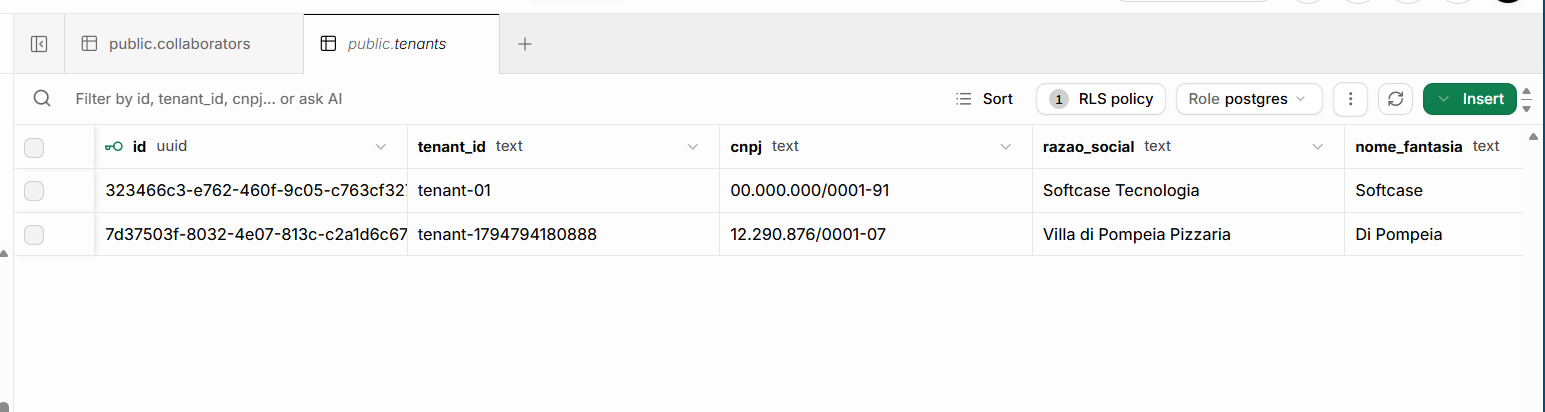 public.collaborators public.tenants
Filter by id, tenant_id, cnpj... or ask AI Sort 1 RLS policy Role postgres Insert
id uuid tenant_id text cnpj text razao_social text nome_fantasia text
323466c3-e762-460f-9c05-c763cf32 tenant-01 00.000.000/0001-91 Softcase Tecnologia Softcase
7d37503f-8032-4e07-813c-c2a1d6c67 tenant-1794794180888 12.290.876/0001-07 Villa di Pompeia Pizzaria Di Pompeia